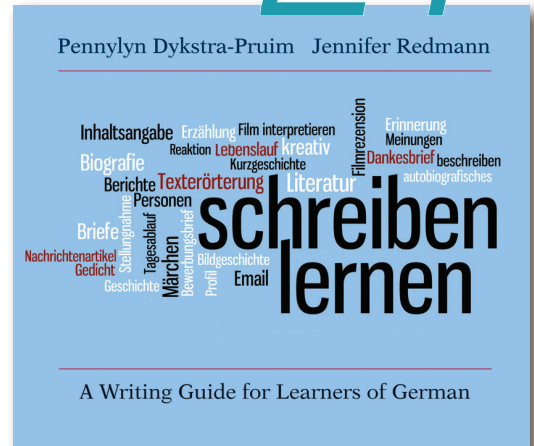 Pennylyn Dykstra-Pruim Jennifer Redmann
Inhaltsangabe
Erzählung
Film interpretieren
Reaktion
Lebenslauf
kreativ
Biografie
Kurzgeschichte
Filmrezension
Erinnerung
Meinungen
Dankesbrief
beschreiben
autobiografisches
Berichte
Texterörterung
Literatur
Personen
schreiben
Briefe
Stellungnahme
Tagesablauf
Märchen
Bewerbungsbrief
Nachrichtenartikel
Gedicht
Bildgeschichte
Geschichte
Profil
Email
lernen
A Writing Guide for Learners of German